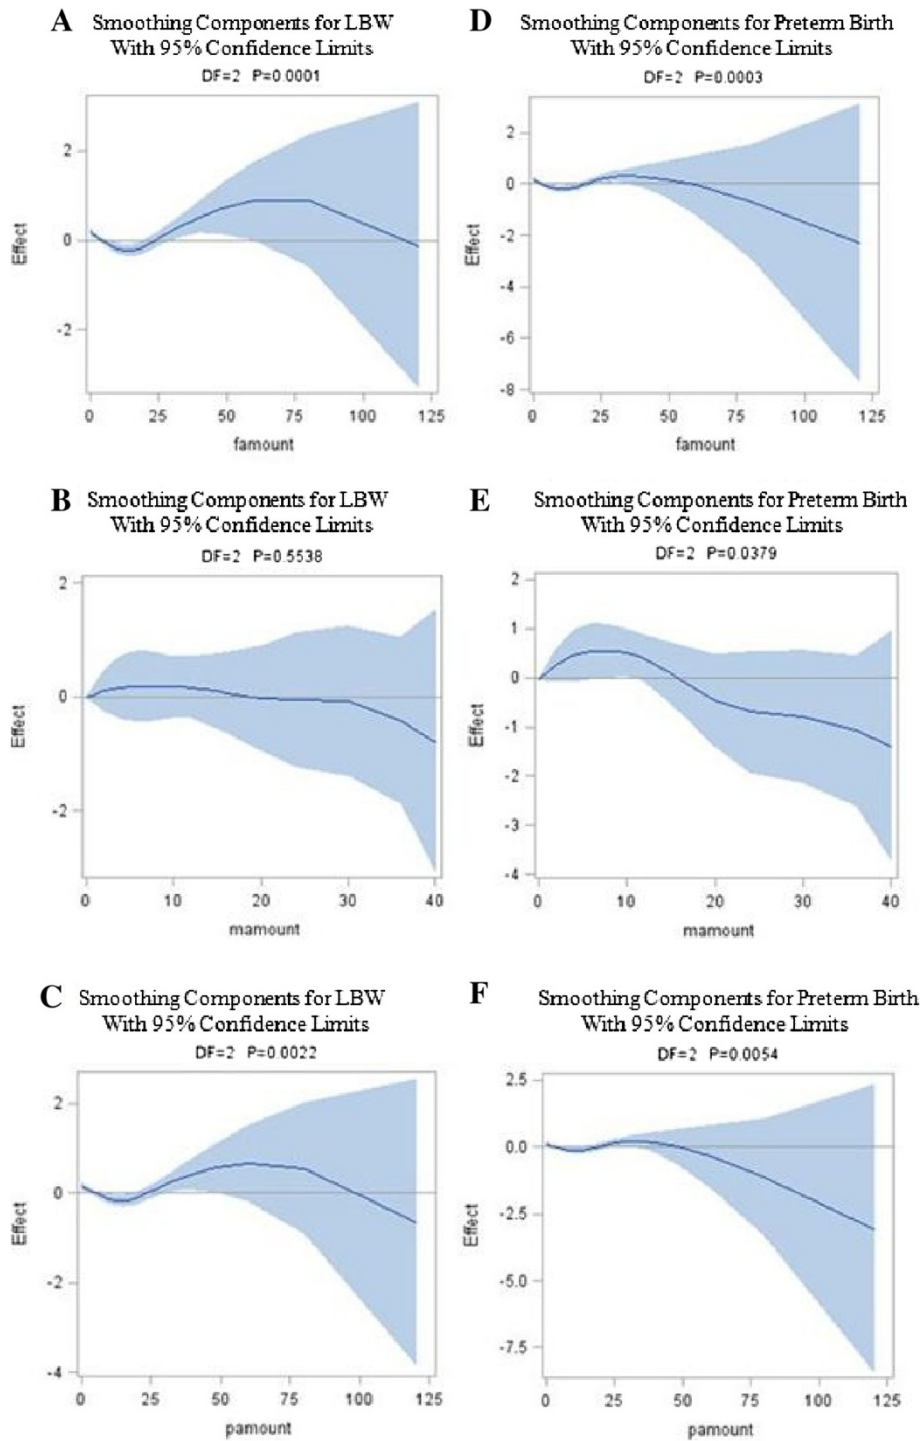 A Smoothing Components for LBW
With 95% Confidence Limits
DF=2 P=0.0001
2
0
-2
Effect
0 25 50 75 100 125
famount
D Smoothing Components for Preterm Birth
With 95% Confidence Limits
DF=2 P=0.0003
2
0
-2
-4
-6
-8
Effect
0 25 50 75 100 125
famount
B Smoothing Components for LBW
With 95% Confidence Limits
DF=2 P=0.5538
2
0
-2
Effect
0 10 20 30 40
mamount
E Smoothing Components for Preterm Birth
With 95% Confidence Limits
DF=2 P=0.0379
2
1
0
-1
-2
-3
-4
Effect
0 10 20 30 40
mamount
C Smoothing Components for LBW
With 95% Confidence Limits
DF=2 P=0.0022
2
0
-2
-4
Effect
0 25 50 75 100 125
pamount
F Smoothing Components for Preterm Birth
With 95% Confidence Limits
DF=2 P=0.0054
2.5
0.0
-2.5
-5.0
-7.5
Effect
0 25 50 75 100 125
pamount